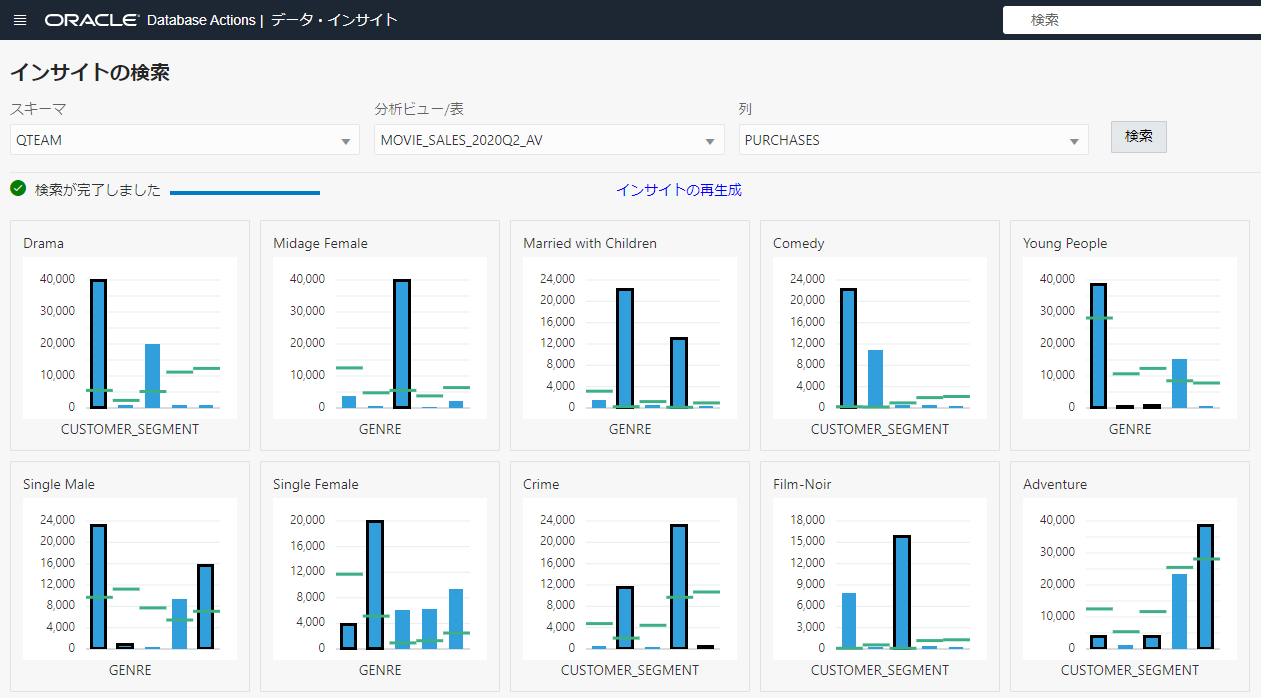 ORACLE Database Actions | データ・インサイト
検索
インサイトの検索
スキーマ 分析ビュー/表 列
QTEAM MOVIE_SALES_2020Q2_AV PURCHASES 検索
検索が完了しました インサイトの再生成
Drama
40,000
30,000
20,000
10,000
0
CUSTOMER_SEGMENT
Midage Female
40,000
30,000
20,000
10,000
0
GENRE
Married with Children
24,000
20,000
16,000
12,000
8,000
4,000
0
GENRE
Comedy
24,000
20,000
16,000
12,000
8,000
4,000
0
CUSTOMER_SEGMENT
Young People
40,000
30,000
20,000
10,000
0
GENRE
Single Male
24,000
20,000
16,000
12,000
8,000
4,000
0
GENRE
Single Female
20,000
16,000
12,000
8,000
4,000
0
GENRE
Crime
24,000
20,000
16,000
12,000
8,000
4,000
0
CUSTOMER_SEGMENT
Film-Noir
18,000
15,000
12,000
9,000
6,000
3,000
0
CUSTOMER_SEGMENT
Adventure
40,000
30,000
20,000
10,000
0
CUSTOMER_SEGMENT